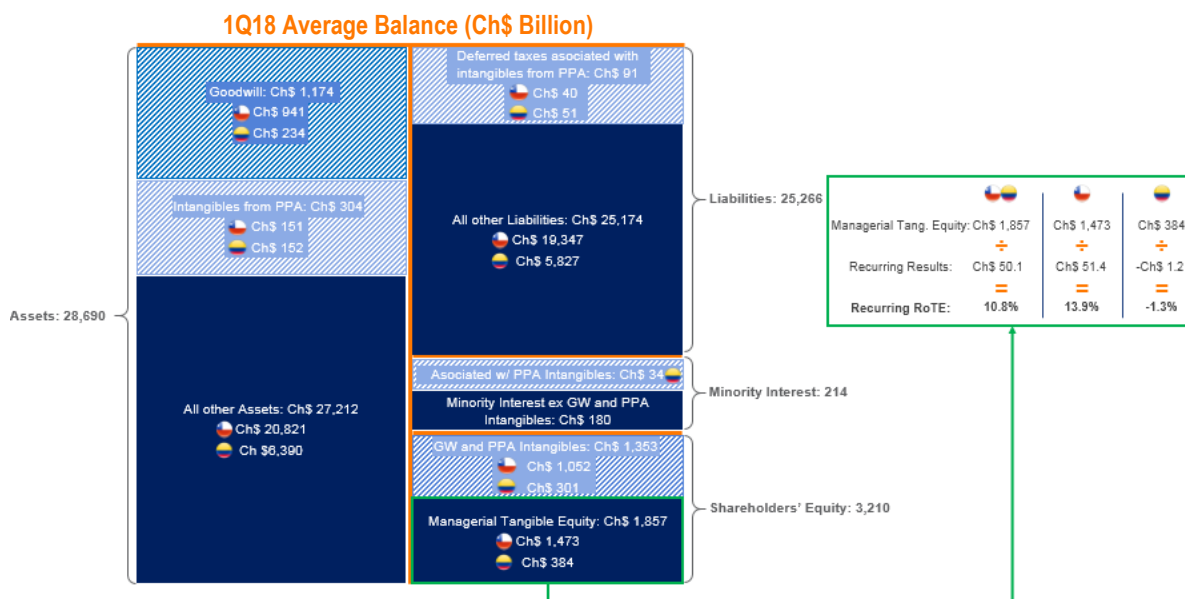 1Q18 Average Balance (Ch$ Billion)
Assets: 28,690
Goodwill: Ch$ 1,174
Ch$ 941
Ch$ 234
Intangibles from PPA: Ch$ 304
Ch$ 151
Ch$ 152
All other Assets: Ch$ 27,212
Ch$ 20,821
Ch $6,390
Deferred taxes asociated with
intangibles from PPA: Ch$ 91
Ch$ 40
Ch$ 51
All other Liabilities: Ch$ 25,174
Ch$ 19,347
Ch$ 5,827
Liabilities: 25,266
Asociated w/ PPA Intangibles: Ch$ 34
Minority Interest ex GW and PPA
Intangibles: Ch$ 180
Minority Interest: 214
GW and PPA Intangibles: Ch$ 1,353
Ch$ 1,052
Ch$ 301
Managerial Tangible Equity: Ch$ 1,857
Ch$ 1,473
Ch$ 384
Shareholders' Equity: 3,210
Managerial Tang. Equity: Ch$ 1,857 Ch$ 1,473 Ch$ 384
÷ ÷ ÷
Recurring Results: Ch$ 50.1 Ch$ 51.4 -Ch$ 1.2
= = =
Recurring RoTE: 10.8% 13.9% -1.3%